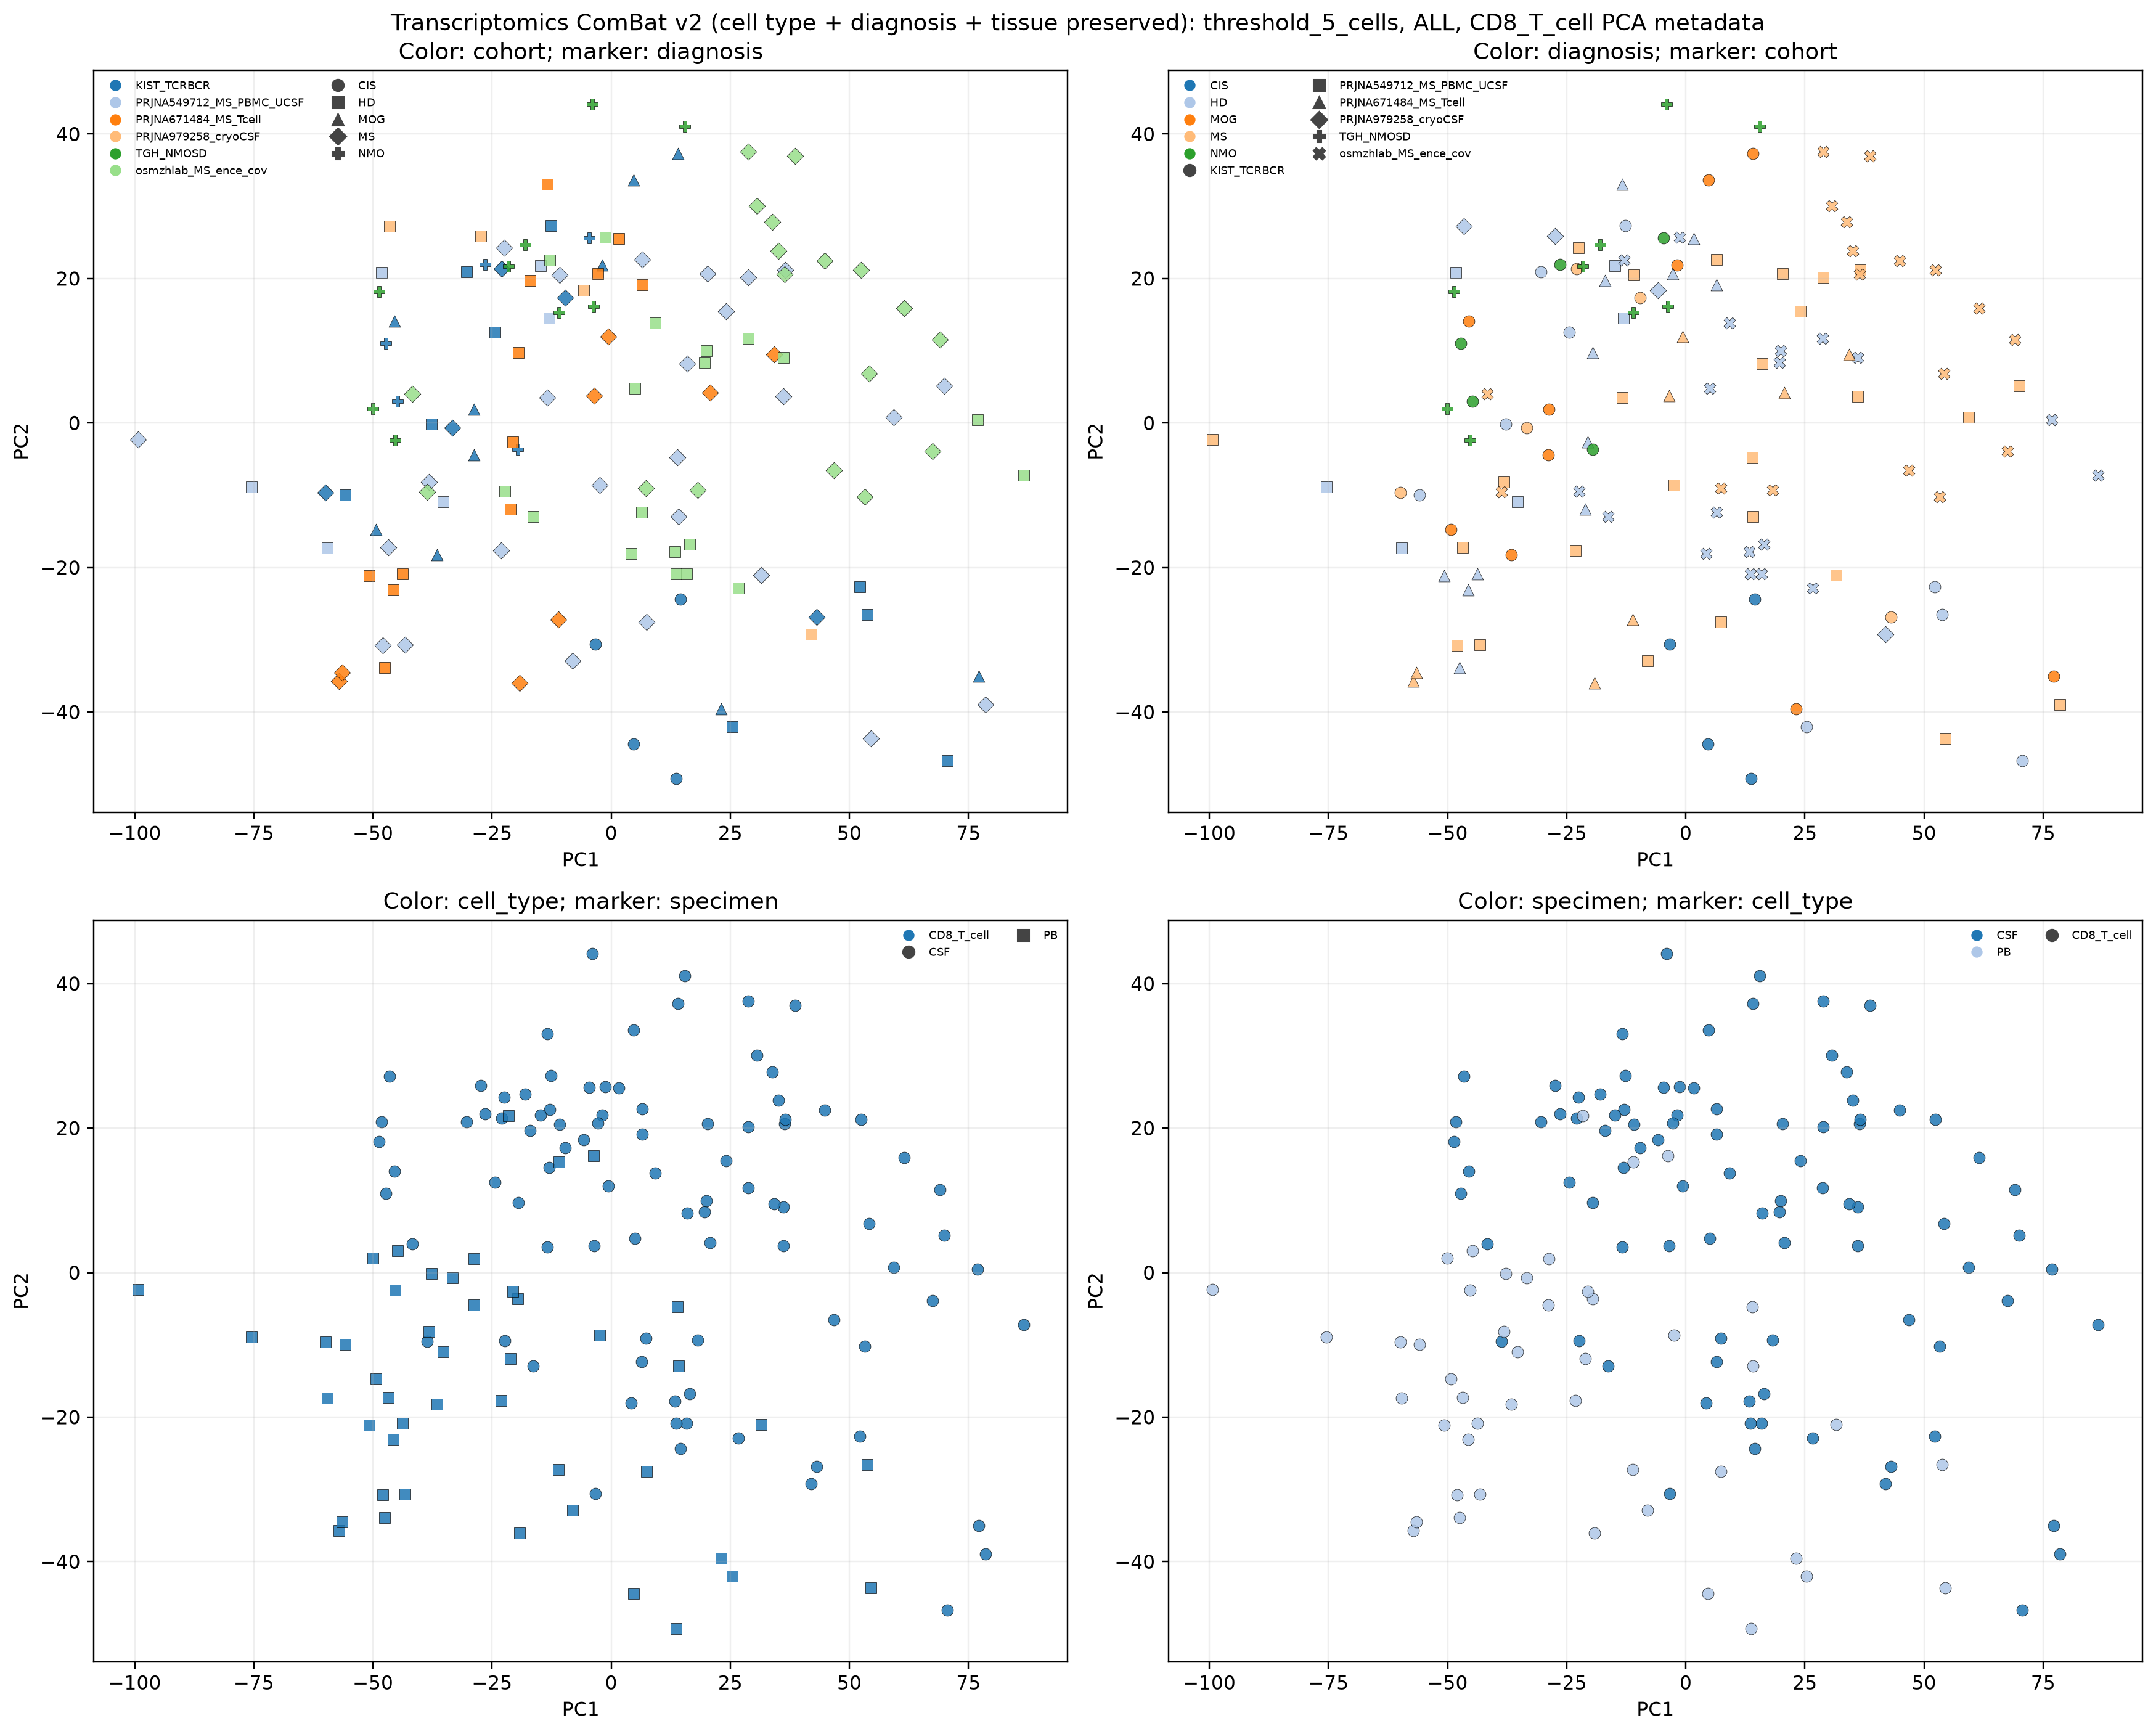 Transcriptomics ComBat v2 (cell type + diagnosis + tissue preserved): threshold_5_cells, ALL, CD8_T_cell PCA metadata
Color: cohort; marker: diagnosis
KIST_TCRBCR
PRJNA549712_MS_PBMC_UCSF
PRJNA671484_MS_Tcell
PRJNA979258_cryoCSF
TGH_NMOSD
osmzhlab_MS_ence_cov
CIS
HD
MOG
MS
NMO
40
20
0
−20
−40
PC2
−100
−75
−50
−25
0
25
50
75
PC1
Color: diagnosis; marker: cohort
CIS
HD
MOG
MS
NMO
KIST_TCRBCR
PRJNA549712_MS_PBMC_UCSF
PRJNA671484_MS_Tcell
PRJNA979258_cryoCSF
TGH_NMOSD
osmzhlab_MS_ence_cov
40
20
0
−20
−40
PC2
−100
−75
−50
−25
0
25
50
75
PC1
Color: cell_type; marker: specimen
CD8_T_cell
CSF
PB
40
20
0
−20
−40
PC2
−100
−75
−50
−25
0
25
50
75
PC1
Color: specimen; marker: cell_type
CSF
PB
CD8_T_cell
40
20
0
−20
−40
PC2
−100
−75
−50
−25
0
25
50
75
PC1